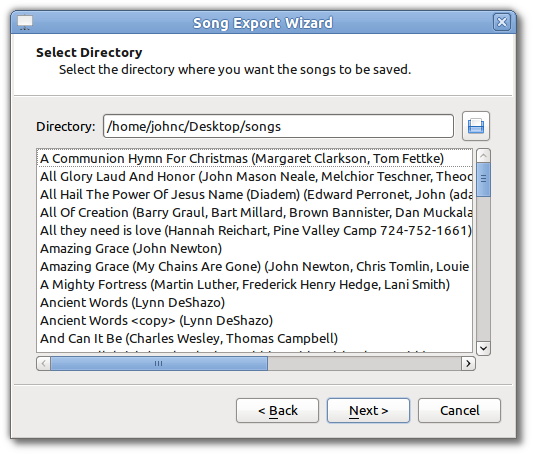 Song Export Wizard
Select Directory
Select the directory where you want the songs to be saved.
Directory: /home/johnc/Desktop/songs
A Communion Hymn For Christmas (Margaret Clarkson, Tom Fettke)
All Glory Laud And Honor (John Mason Neale, Melchior Teschner, Theod
All Hail The Power Of Jesus Name (Diadem) (Edward Perronet, John (ada
All Of Creation (Barry Graul, Bart Millard, Brown Bannister, Dan Muckala
All they need is love (Hannah Reichart, Pine Valley Camp 724-752-1661)
Amazing Grace (John Newton)
Amazing Grace (My Chains Are Gone) (John Newton, Chris Tomlin, Louie
A Mighty Fortress (Martin Luther, Frederick Henry Hedge, Lani Smith)
Ancient Words (Lynn DeShazo)
Ancient Words <copy> (Lynn DeShazo)
And Can It Be (Charles Wesley, Thomas Campbell)
< Back Next > Cancel